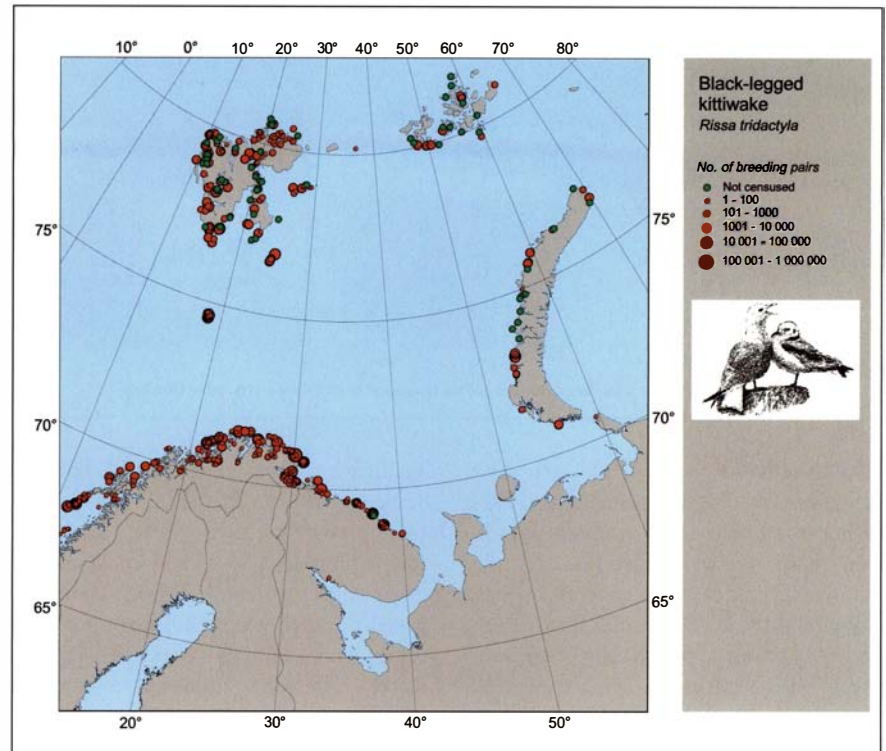 10° 0° 10° 20° 30° 40° 50° 60° 70° 80°
75° 75°
70° 70°
65° 65°
20° 30° 40° 50°
Black-legged
kittiwake
Rissa tridactyla
No. of breeding pairs
Not censused
1 - 100
101 - 1000
1001 - 10 000
10 001 - 100 000
100 001 - 1 000 000